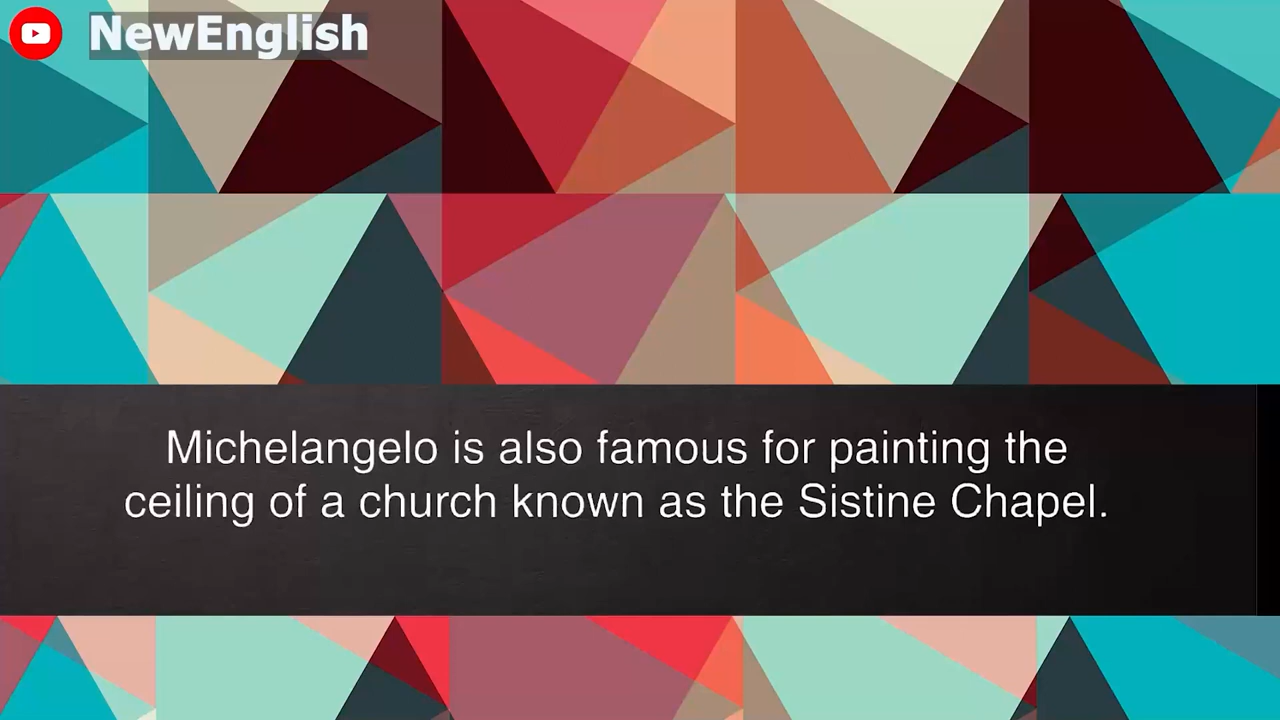 NewEnglish
Michelangelo is also famous for painting the
ceiling of a church known as the Sistine Chapel.